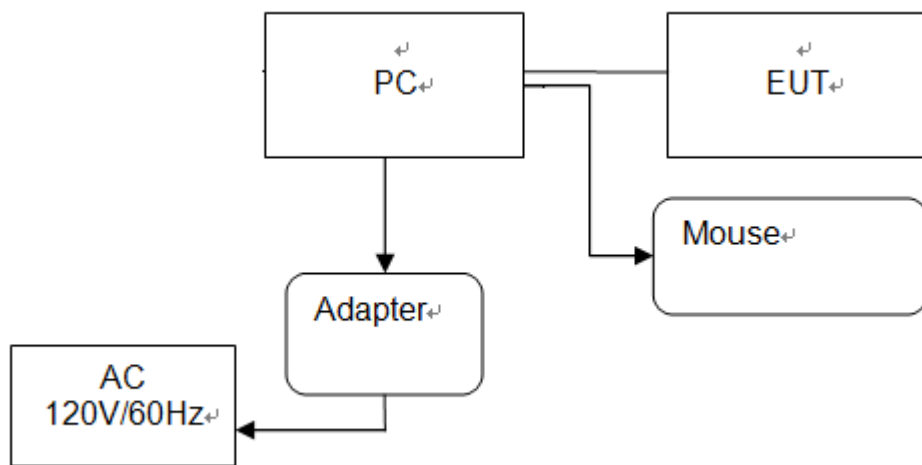 PC
EUT
Mouse
Adapter
AC
120V/60Hz